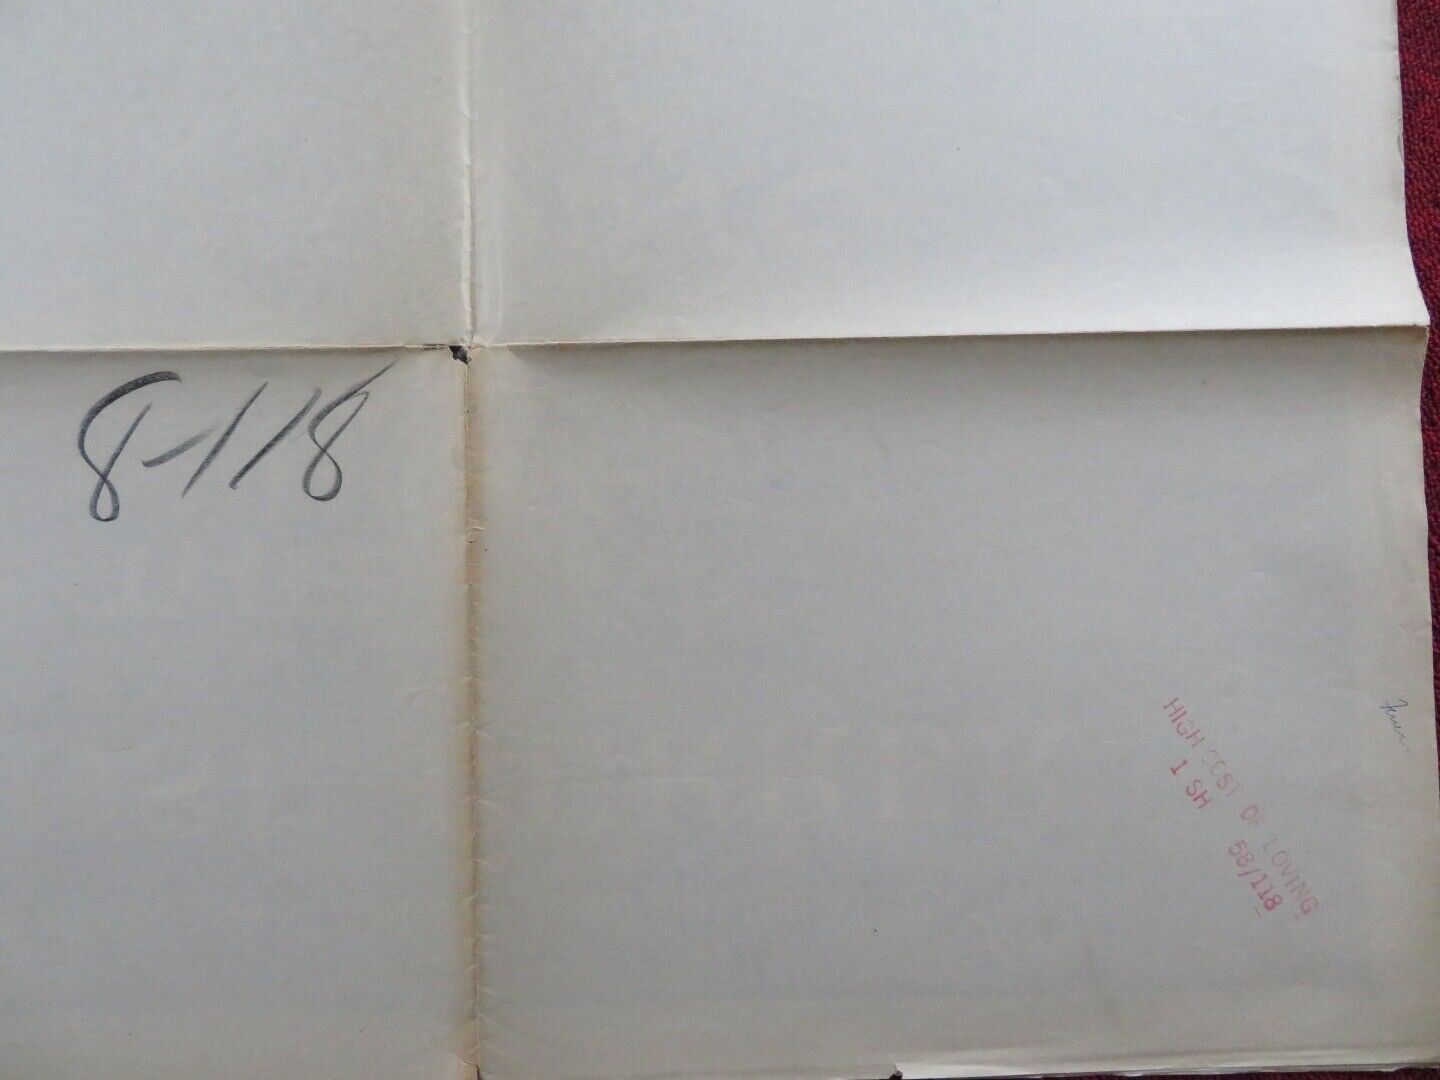 8-118
HIGH COST OF LOVING
1 SH 58/118